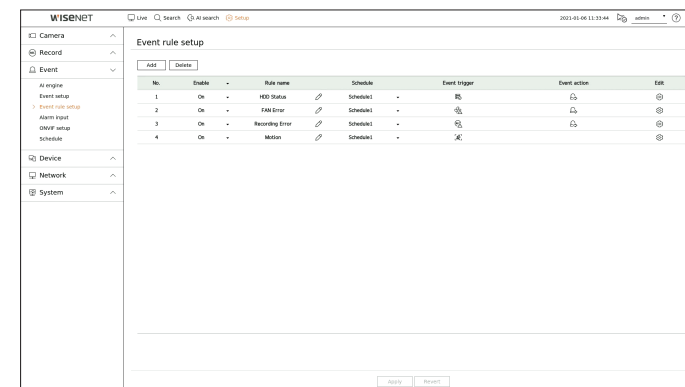 WISENET
Live Search AI search Setup 2021-01-06 11:33:44 admin
Camera
Record
Event
AI engine
Event setup
Event rule setup
Alarm input
ONVIF setup
Schedule
Device
Network
System
Event rule setup
Add Delete
No. Enable Rule name Schedule Event trigger Event action Edit
1 On HDD Status Schedule1
2 On FAN Error Schedule1
3 On Recording Error Schedule1
4 On Motion Schedule1
Apply Revert